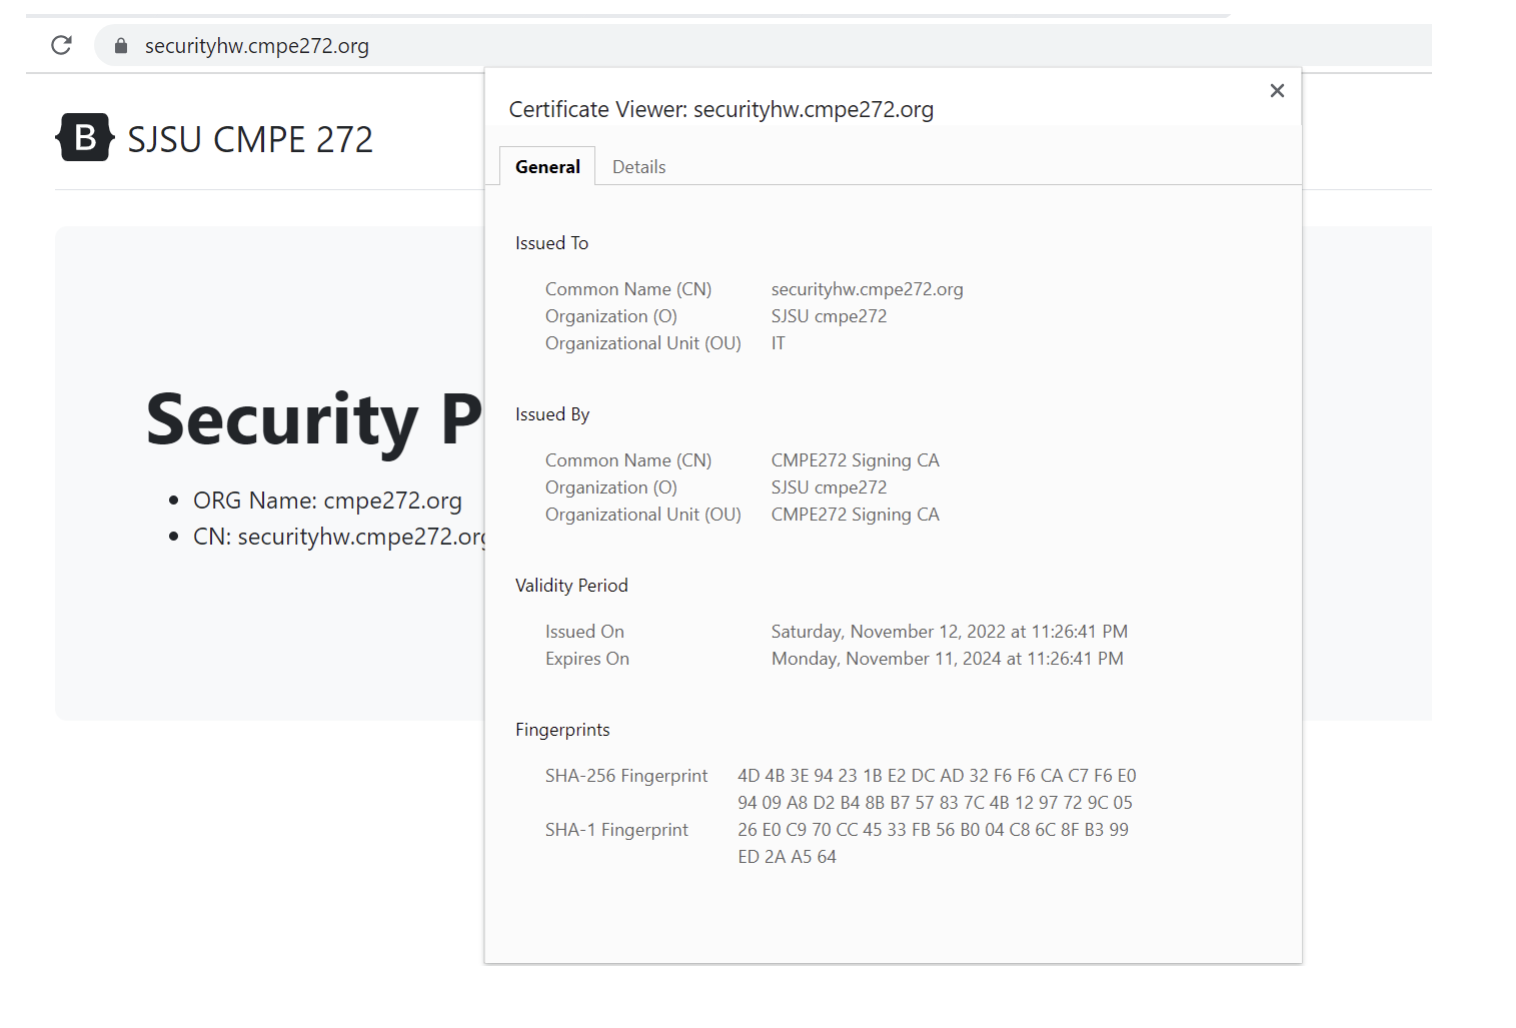 securityhw.cmpe272.org
B SJSU CMPE 272
Security P
ORG Name: cmpe272.org
CN: securityhw.cmpe272.org
Certificate Viewer: securityhw.cmpe272.org
General Details
Issued To
Common Name (CN) securityhw.cmpe272.org
Organization (O) SJSU cmpe272
Organizational Unit (OU) IT
Issued By
Common Name (CN) CMPE272 Signing CA
Organization (O) SJSU cmpe272
Organizational Unit (OU) CMPE272 Signing CA
Validity Period
Issued On Saturday, November 12, 2022 at 11:26:41 PM
Expires On Monday, November 11, 2024 at 11:26:41 PM
Fingerprints
SHA-256 Fingerprint 4D 4B 3E 94 23 1B E2 DC AD 32 F6 F6 CA C7 F6 E0
94 09 A8 D2 B4 8B B7 57 83 7C 4B 12 97 72 9C 05
SHA-1 Fingerprint 26 E0 C9 70 CC 45 33 FB 56 B0 04 C8 6C 8F B3 99
ED 2A A5 64